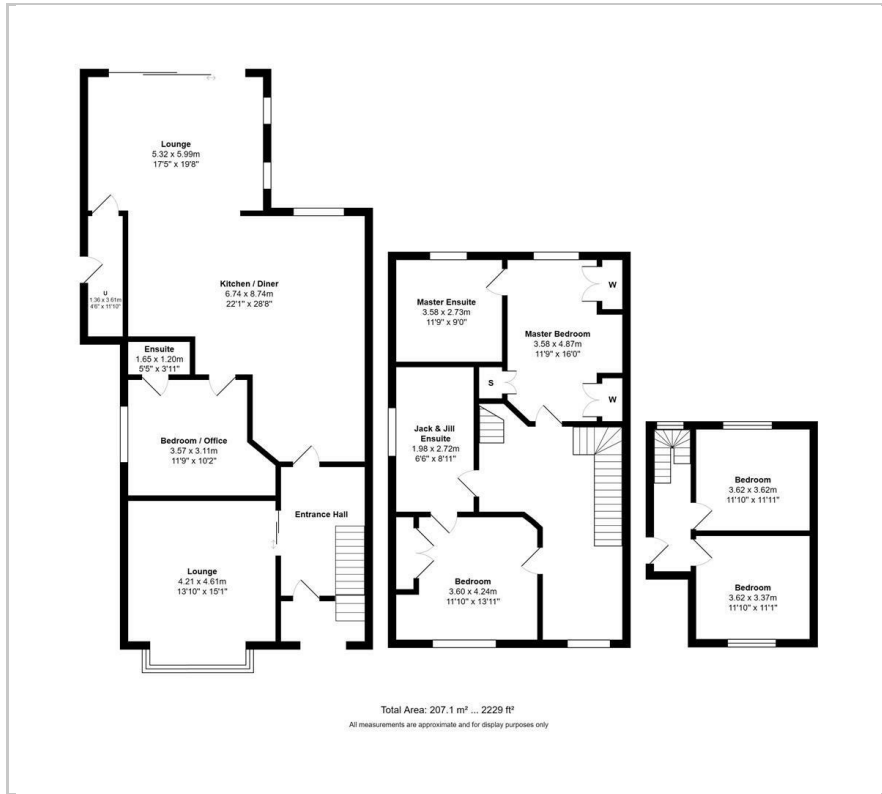 Lounge
5.32 x 5.99m
17'5" x 19'8"
U
1.36 x 3.61m
4'6" x 11'10"
Kitchen / Diner
6.74 x 8.74m
22'1" x 28'8"
Ensuite
1.65 x 1.20m
5'5" x 3'11"
Bedroom / Office
3.57 x 3.11m
11'9" x 10'2"
Entrance Hall
Lounge
4.21 x 4.61m
13'10" x 15'1"
Master Ensuite
3.58 x 2.73m
11'9" x 9'0"
W
Master Bedroom
3.58 x 4.87m
11'9" x 16'0"
S
W
Jack & Jill
Ensuite
1.98 x 2.72m
6'6" x 8'11"
Bedroom
3.60 x 4.24m
11'10" x 13'11"
Bedroom
3.62 x 3.62m
11'10" x 11'11"
Bedroom
3.62 x 3.37m
11'10" x 11'1"
Total Area: 207.1 m² ... 2229 ft²
All measurements are approximate and for display purposes only